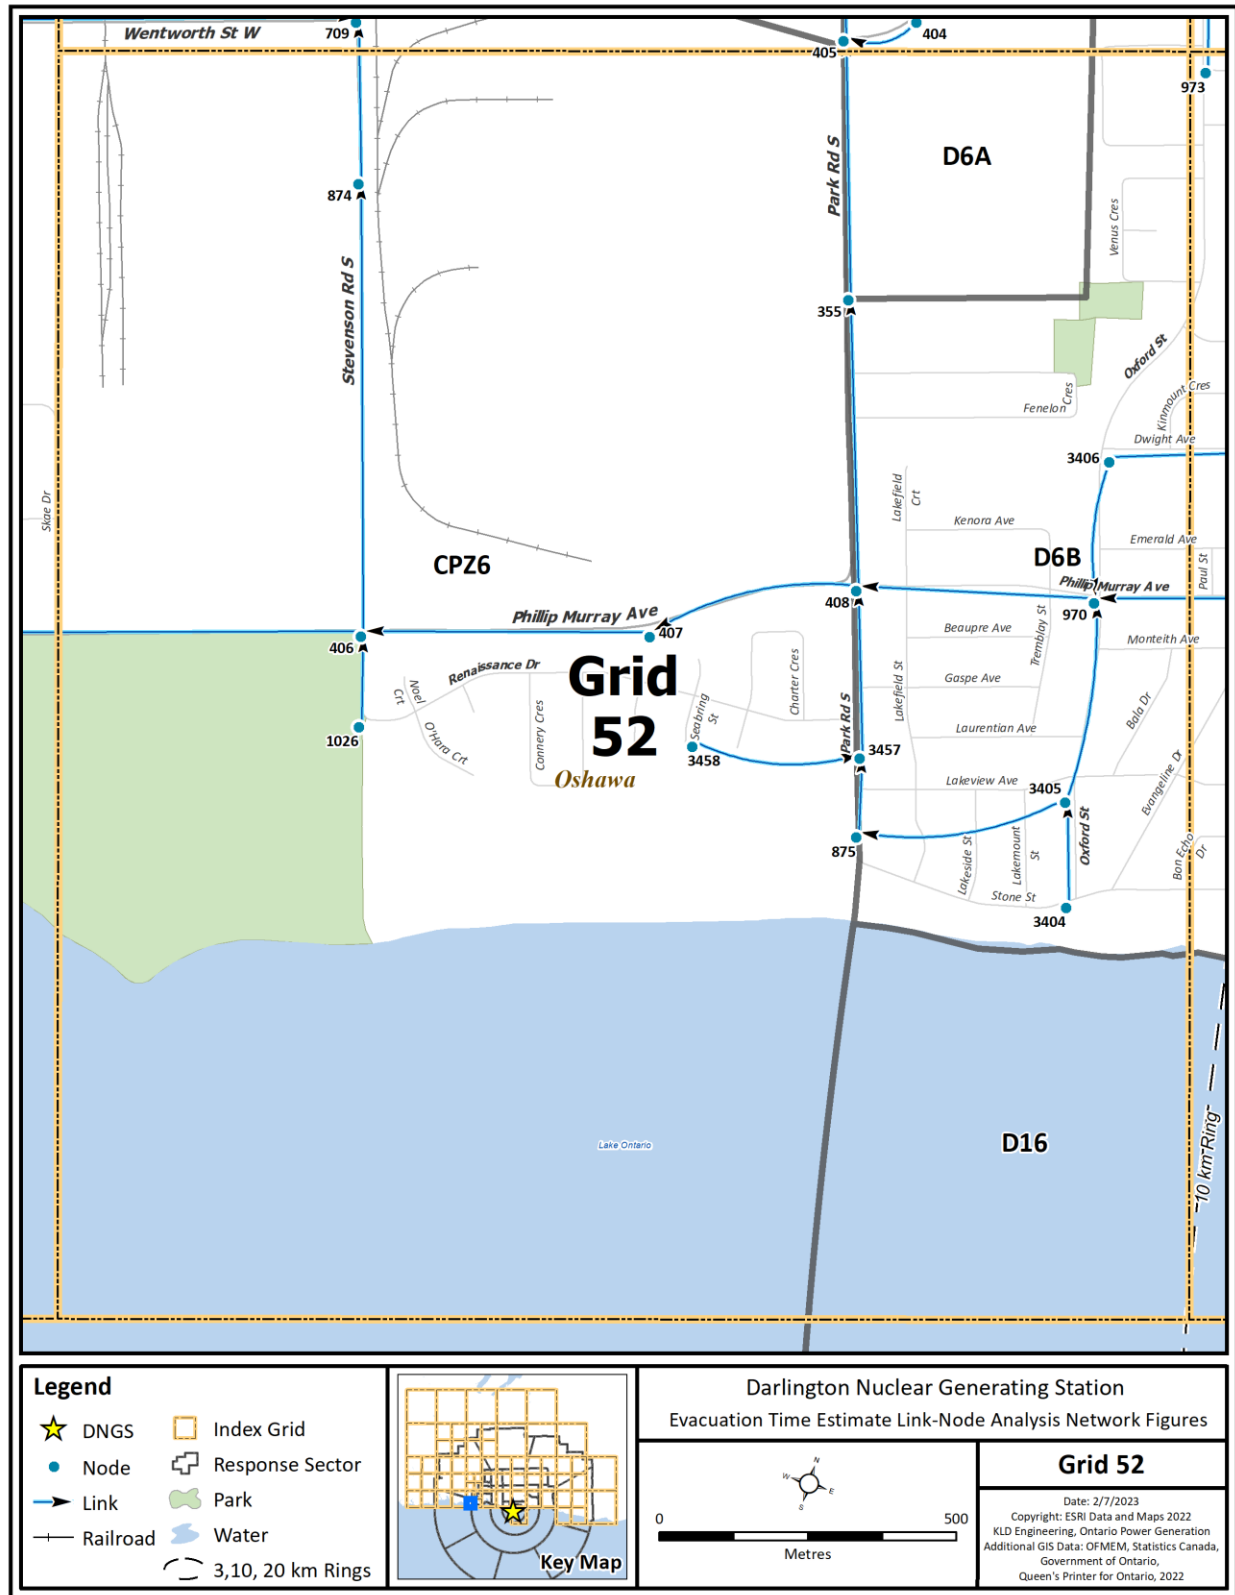 Wentworth St W
709
404
405
973
D6A
Park Rd S
874
Venus Cres
Stevenson Rd S
355
Oxford St
Kinmount Cres
Fenelon
Cres
Dwight Ave
3406
Skae Dr
Lakefield
Crt
Kenora Ave
Emerald Ave
D6B
CPZ6
Paul St
Phillip Murray Ave
408
970
Phillip Murray Ave
407
406
Beaupre Ave
Tremblay St
Monteith Ave
Renaissance Dr
Grid
52
Charter Cres
Noel
Crt
Gaspe Ave
Lakefield St
Seabring
St
Bala Dr
Park Rd S
Laurentian Ave
1026
O'Hara Crt
Connery Cres
3458
3457
Evangeline Dr
Oshawa
Lakeview Ave
3405
Oxford St
875
Lakeside St
Lakemount
St
Bon Echo
Dr
Stone St
3404
10 km Ring
Lake Ontario
D16
Legend
DNGS
Node
Link
Railroad
Index Grid
Response Sector
Park
Water
3,10, 20 km Rings
Key Map
Darlington Nuclear Generating Station
Evacuation Time Estimate Link-Node Analysis Network Figures
N
W
E
S
0
500
Metres
Grid 52
Date: 2/7/2023
Copyright: ESRI Data and Maps 2022
KLD Engineering, Ontario Power Generation
Additional GIS Data: OFMEM, Statistics Canada,
Government of Ontario,
Queen's Printer for Ontario, 2022